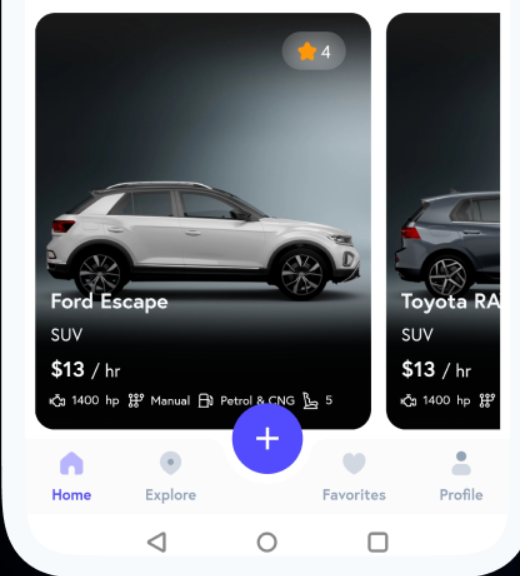 4
Ford Escape
SUV
$13 / hr
1400 hp Manual Petrol & CNG 5
Toyota RA
SUV
$13 / hr
1400 hp
+
Home Explore Favorites Profile